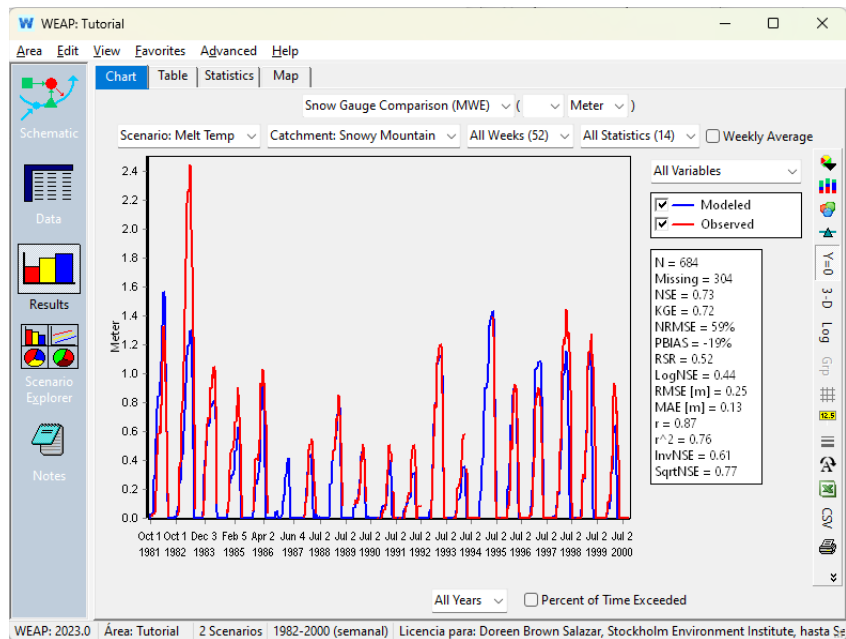 WEAP: Tutorial
Area Edit View Favorites Advanced Help
Chart Table Statistics Map
Snow Gauge Comparison (MWE) ( Meter )
Scenario: Melt Temp Catchment: Snowy Mountain All Weeks (52) All Statistics (14) Weekly Average
Schematic
Data
Results
Scenario
Explorer
Notes
Meter
2.4
2.2
2.0
1.8
1.6
1.4
1.2
1.0
0.8
0.6
0.4
0.2
0.0
Oct 1 Oct 1 Dec 3 Feb 5 Apr 2 Jun 4 Jul 2 Jul 2 Jul 2 Jul 2 Jul 2 Jul 2 Jul 2 Jul 2 Jul 2 Jul 2 Jul 2 Jul 2 Jul 2
1981 1982 1983 1985 1986 1987 1988 1989 1990 1991 1992 1993 1994 1995 1996 1997 1998 1999 2000
All Variables
Modeled
Observed
N = 684
Missing = 304
NSE = 0.73
KGE = 0.72
NRMSE = 59%
PBIAS = -19%
RSR = 0.52
LogNSE = 0.44
RMSE [m] = 0.25
MAE [m] = 0.13
r = 0.87
r^2 = 0.76
InvNSE = 0.61
SqrtNSE = 0.77
Y=0
3-D
Log
Grp
12.5
CSV
All Years Percent of Time Exceeded
WEAP: 2023.0 Área: Tutorial 2 Scenarios 1982-2000 (semanal) Licencia para: Doreen Brown Salazar, Stockholm Environment Institute, hasta Se